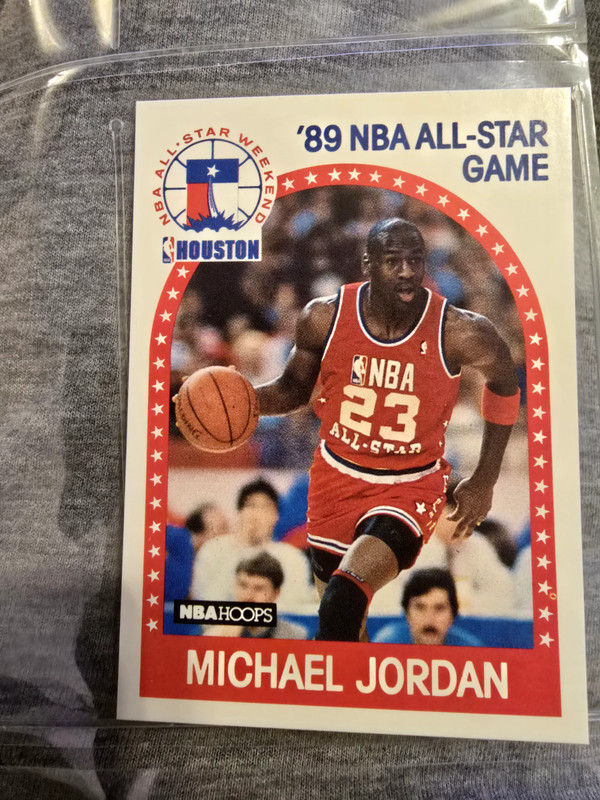 '89 NBA ALL-STAR
GAME
NBA ALL-STAR WEEKEND
HOUSTON
NBA
23
ALL-STAR
NBA HOOPS
MICHAEL JORDAN